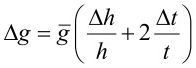 Δg = g̅ ( Δh/h + 2 Δt/t )